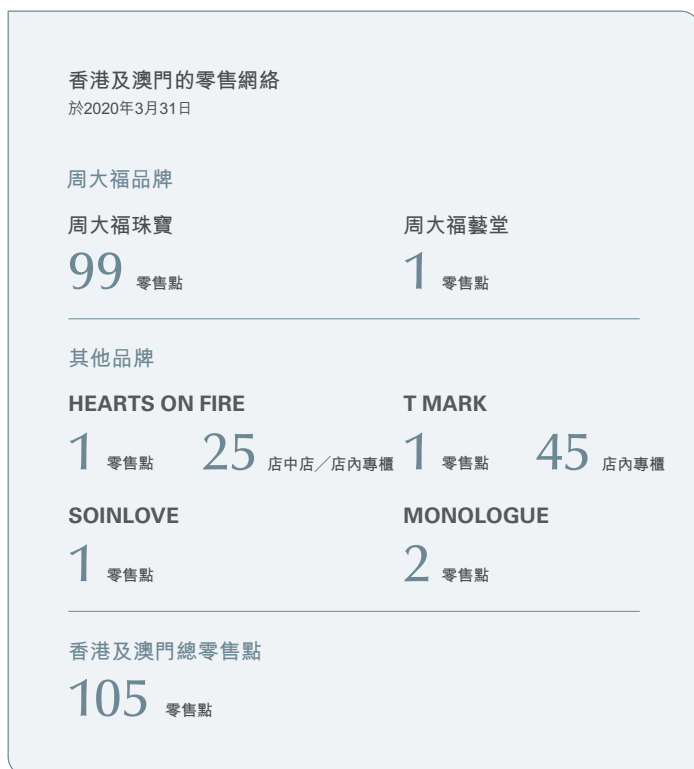 香港及澳門的零售網絡
於2020年3月31日
周大福品牌
周大福珠寶 周大福藝堂
99 零售點 1 零售點
其他品牌
HEARTS ON FIRE T MARK
1 零售點 25 店中店／店內專櫃 1 零售點 45 店內專櫃
SOINLOVE MONOLOGUE
1 零售點 2 零售點
香港及澳門總零售點
105 零售點